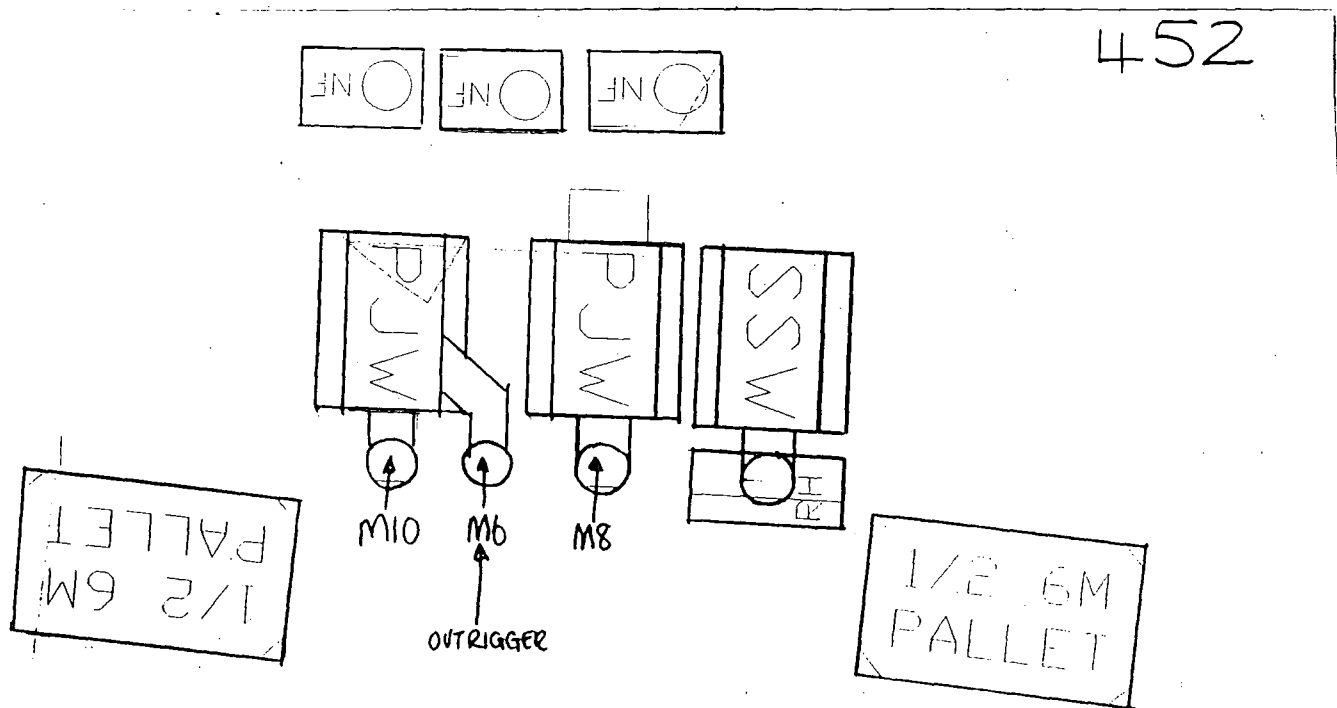 452
NF
NF
NF
PJW
PJW
SSW
RH
M10
M6
M8
OUTRIGGER
1/2 6M
PALLET
1/2 6M
PALLET